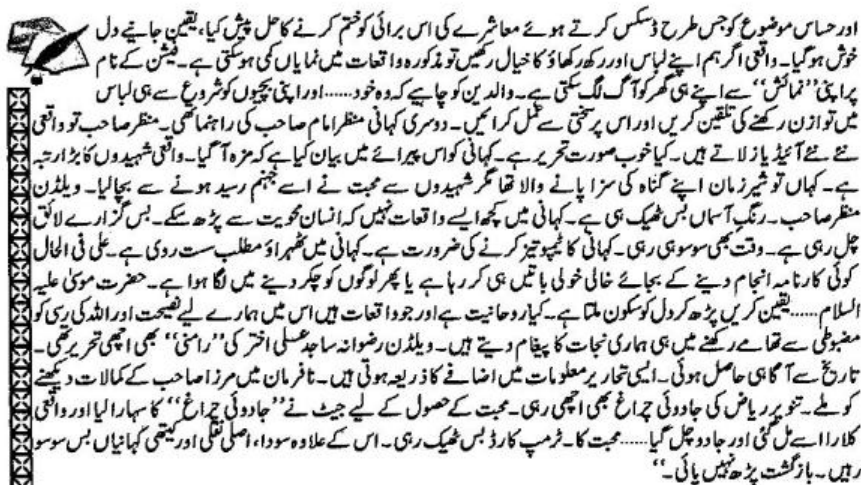 اور حساس موضوع کو جس طرح ڈسکس کرتے ہوئے معاشرے کی اس برائی کو ختم کرنے کا حل پیش کیا، یقین جانیے دل
خوش ہوگیا۔ واقعی اگر ہم اپنے لباس اور رکھ رکھاؤ کا خیال رکھیں تو مذکورہ واقعات میں نمایاں کمی ہوسکتی ہے۔ فیشن کے نام
پر اپنی ’’نمائش‘‘ سے اپنے ہی گھر کو آگ لگ سکتی ہے۔ والدین کو چاہیے کہ وہ خود...... اور اپنی بچیوں کو شروع سے ہی لباس
میں توازن رکھنے کی تلقین کریں اور اس پر سختی سے عمل کرائیں۔ دوسری کہانی منظر امام صاحب کی راہنما تھی۔ منظر صاحب تو واقعی
نئے نئے آئیڈیاز لاتے ہیں۔ کیا خوب صورت تحریر ہے۔ کہانی کو اس پیرائے میں بیان کیا ہے کہ مزہ آگیا۔ واقعی شہیدوں کا بڑا رتبہ
ہے۔ کہاں تو شیر زمان اپنے گناہ کی سزا پانے والا تھا مگر شہیدوں سے محبت نے اسے جہنم رسید ہونے سے بچالیا۔ ویلڈن
منظر صاحب۔ رنگِ آسماں بس ٹھیک ہی ہے۔ کہانی میں کچھ ایسے واقعات نہیں کہ انسان محویت سے پڑھ سکے۔ بس گزارے لائق
چل رہی ہے۔ وقت بھی سوسو ہی رہی۔ کہانی کا ٹیمپو تیز کرنے کی ضرورت ہے۔ کہانی میں ٹھہراؤ مطلب ست روی ہے۔ علی فی الحال
کوئی کارنامہ انجام دینے کے بجائے خالی خولی باتیں ہی کر رہا ہے یا پھر لوگوں کو چکر دینے میں لگا ہوا ہے۔ حضرت موسیٰ علیہ
السلام...... یقین کریں پڑھ کر دل کو سکون ملتا ہے۔ کیا روحانیت ہے اور جو واقعات ہیں اس میں ہمارے لیے نصیحت اور اللہ کی رسی کو
مضبوطی سے تھامے رکھنے میں ہی ہماری نجات کا پیغام دیتے ہیں۔ ویلڈن رضوانہ ساجد علی اختر کی ’’رامنی‘‘ بھی اچھی تحریر تھی۔
تاریخ سے آگاہی حاصل ہوئی۔ ایسی تحاریر معلومات میں اضافے کا ذریعہ ہوتی ہیں۔ نافرمان میں مرزا صاحب کے کمالات دیکھنے
کو ملے۔ تنویر ریاض کی جادوئی چراغ بھی اچھی رہی۔ محبت کے حصول کے لیے جیٹ نے ’’جادوئی چراغ‘‘ کا سہارا لیا اور واقعی
کلارا اسے مل گئی اور جادو چل گیا...... محبت کا۔ ٹرمپ کارڈ بس ٹھیک رہی۔ اس کے علاوہ سودا، اصلی نقلی اور کیتھی کہانیاں بس سوسو
رہیں۔ بازگشت پڑھ نہیں پائی۔‘‘